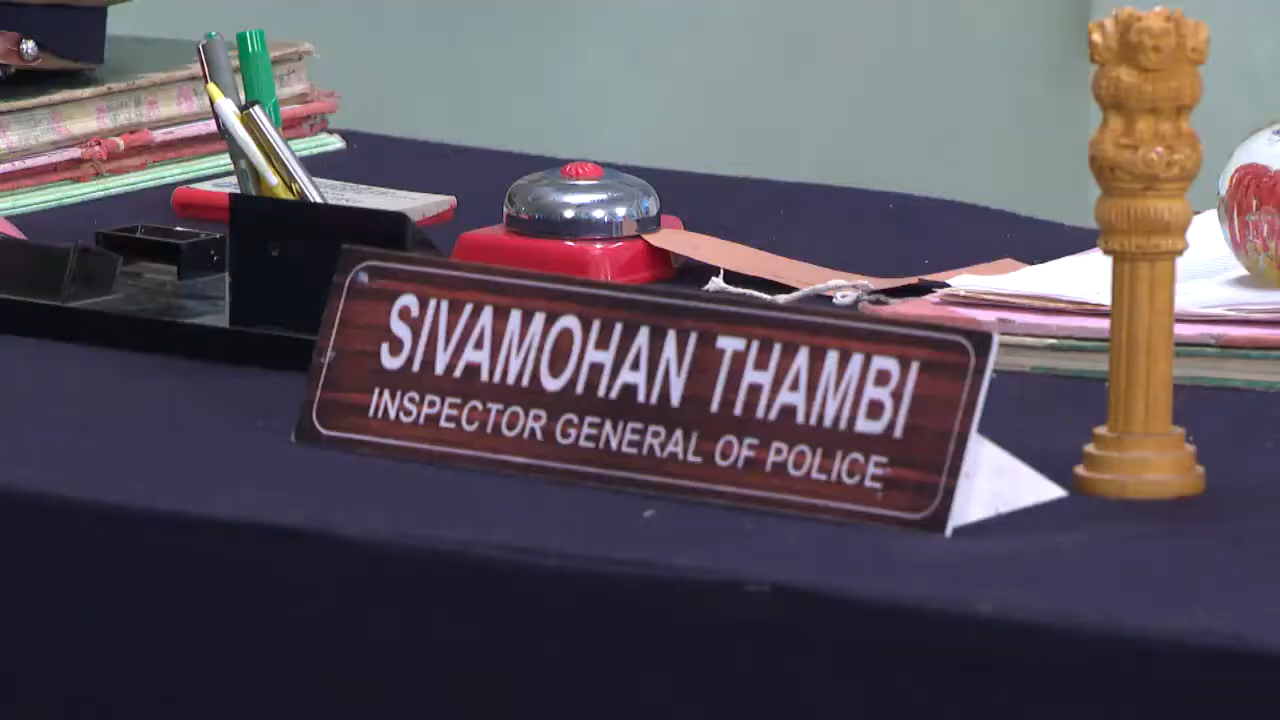 SIVAMOHAN THAMBI
INSPECTOR GENERAL OF POLICE